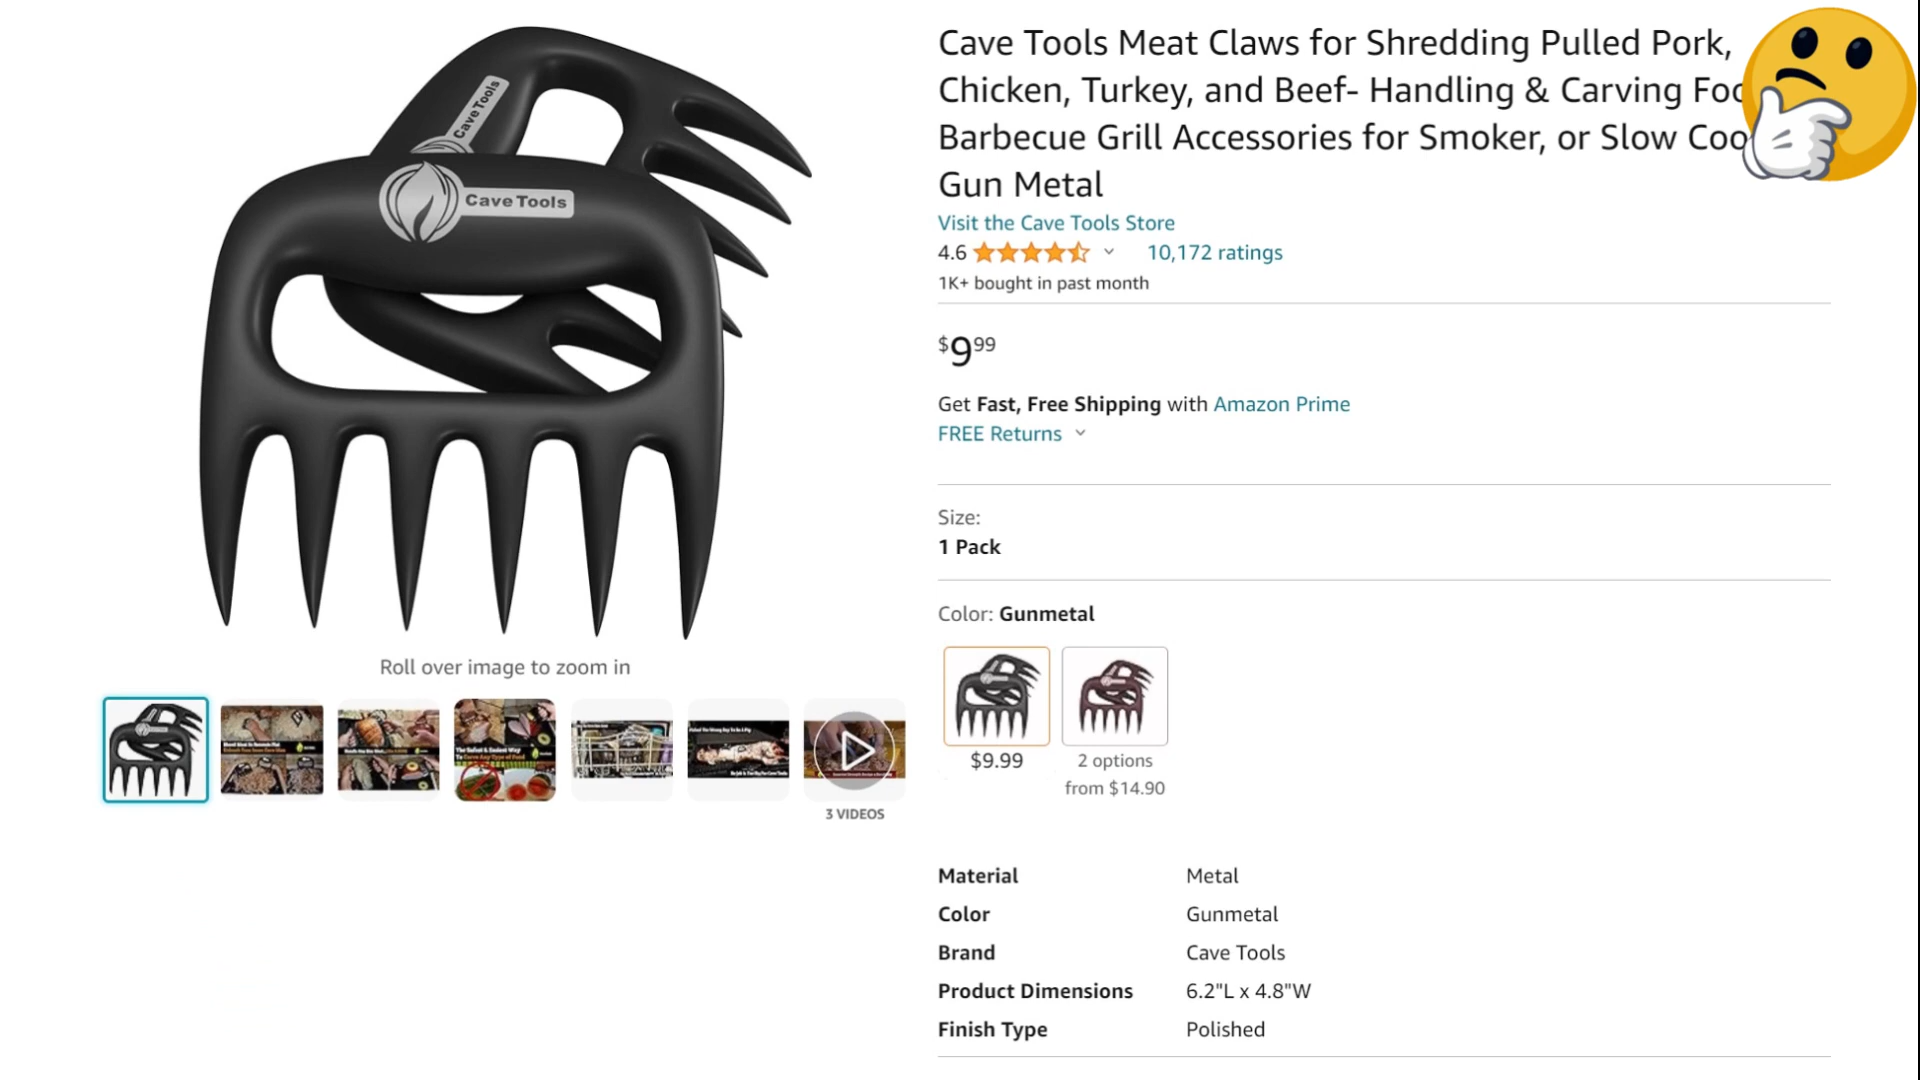 Cave Tools
Cave Tools
Roll over image to zoom in
3 VIDEOS
Cave Tools Meat Claws for Shredding Pulled Pork,
Chicken, Turkey, and Beef- Handling & Carving Foo
Barbecue Grill Accessories for Smoker, or Slow Coo
Gun Metal
Visit the Cave Tools Store
4.6 10,172 ratings
1K+ bought in past month
$9 99
Get Fast, Free Shipping with Amazon Prime
FREE Returns
Size:
1 Pack
Color: Gunmetal
$9.99
2 options
from $14.90
Material Metal
Color Gunmetal
Brand Cave Tools
Product Dimensions 6.2"L x 4.8"W
Finish Type Polished